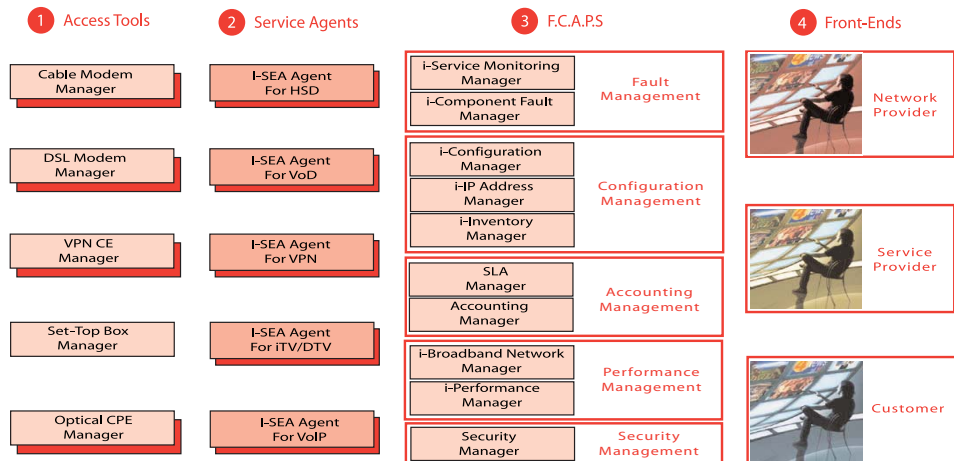 1 Access Tools
Cable Modem
Manager
DSL Modem
Manager
VPN CE
Manager
Set-Top Box
Manager
Optical CPE
Manager
2 Service Agents
I-SEA Agent
For HSD
I-SEA Agent
For VoD
I-SEA Agent
For VPN
I-SEA Agent
For iTV/DTV
I-SEA Agent
For VoIP
3 F.C.A.P.S
i-Service Monitoring
Manager
i-Component Fault
Manager
Fault
Management
i-Configuration
Manager
i-IP Address
Manager
i-Inventory
Manager
Configuration
Management
SLA
Manager
Accounting
Manager
Accounting
Management
i-Broadband Network
Manager
i-Performance
Manager
Performance
Management
Security
Manager
Security
Management
4 Front-Ends
Network
Provider
Service
Provider
Customer